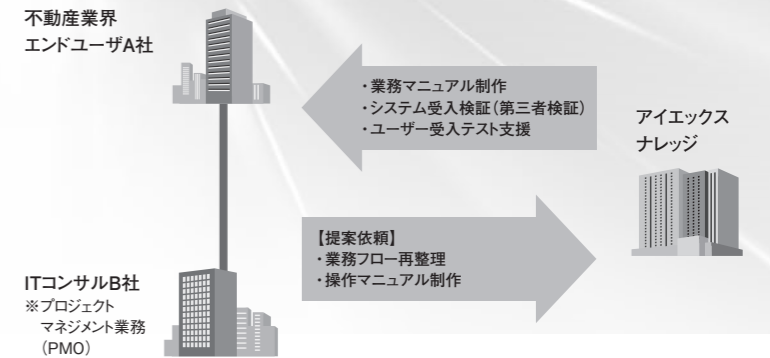 不動産業界
エンドユーザA社
・業務マニュアル制作
・システム受入検証（第三者検証）
・ユーザー受入テスト支援
アイエックス
ナレッジ
【提案依頼】
・業務フロー再整理
・操作マニュアル制作
ITコンサルB社
※プロジェクト
マネジメント業務
（PMO）